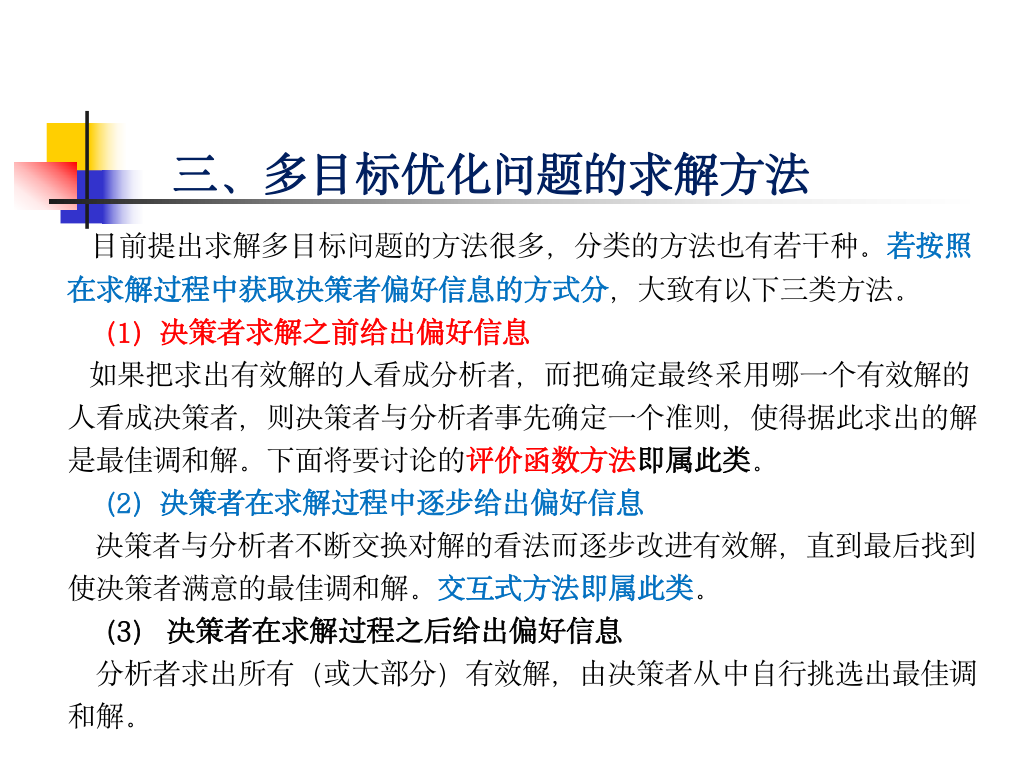 三、多目标优化问题的求解方法
目前提出求解多目标问题的方法很多，分类的方法也有若干种。若按照
在求解过程中获取决策者偏好信息的方式分，大致有以下三类方法。
（1）决策者求解之前给出偏好信息
如果把求出有效解的人看成分析者，而把确定最终采用哪一个有效解的
人看成决策者，则决策者与分析者事先确定一个准则，使得据此求出的解
是最佳调和解。下面将要讨论的评价函数方法即属此类。
（2）决策者在求解过程中逐步给出偏好信息
决策者与分析者不断交换对解的看法而逐步改进有效解，直到最后找到
使决策者满意的最佳调和解。交互式方法即属此类。
（3） 决策者在求解过程之后给出偏好信息
分析者求出所有（或大部分）有效解，由决策者从中自行挑选出最佳调
和解。